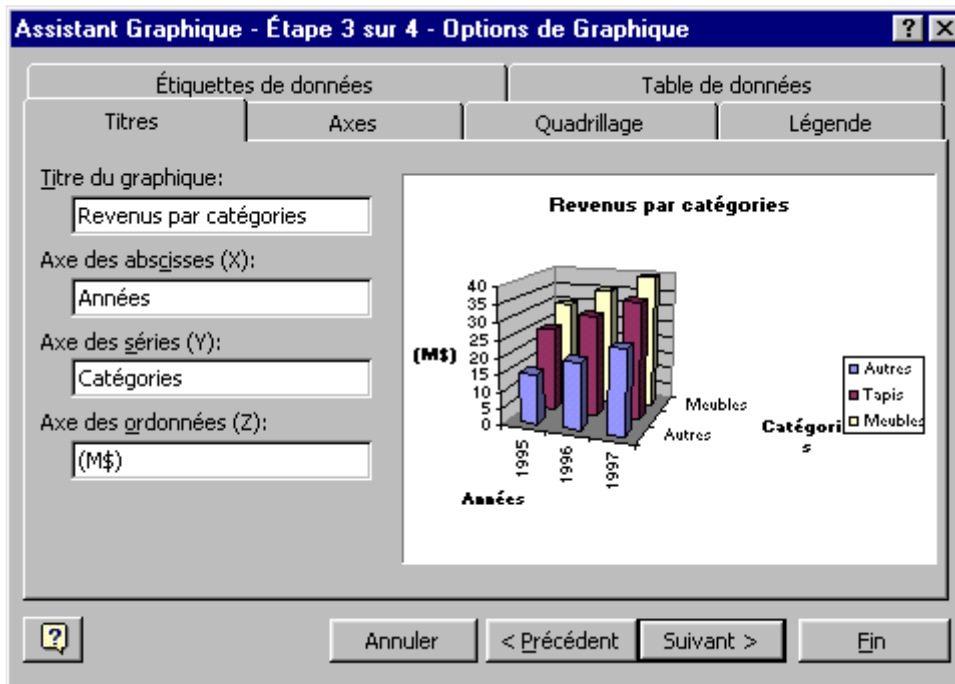 Assistant Graphique - Étape 3 sur 4 - Options de Graphique
Étiquettes de données
Table de données
Titres
Axes
Quadrillage
Légende
Titre du graphique:
Revenus par catégories
Axe des abscisses (X):
Années
Axe des séries (Y):
Catégories
Axe des ordonnées (Z):
(M$)
Revenus par catégories
40
35
30
25
20
15
10
5
0
(M$)
1995
1996
1997
Années
Meubles
Autres
Catégori
s
Autres
Tapis
Meubles
Annuler
< Précédent
Suivant >
Fin